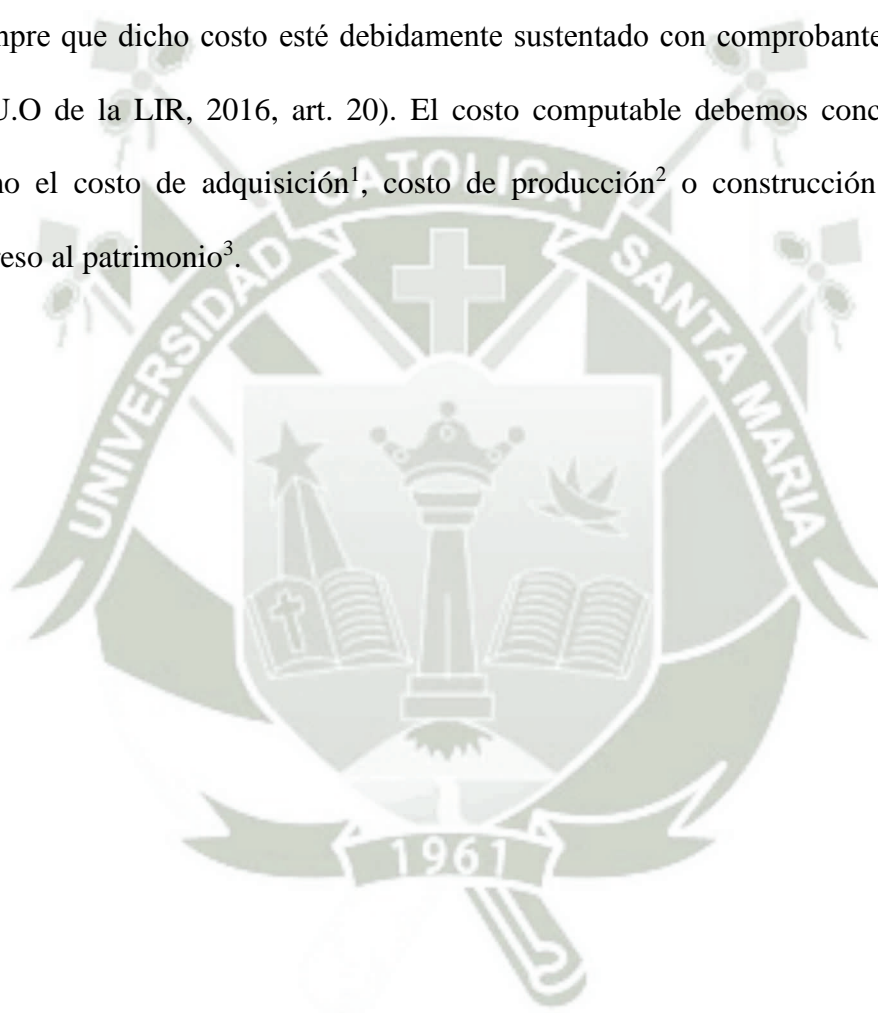 mpre que dicho costo esté debidamente sustentado con comprobante
U.O de la LIR, 2016, art. 20). El costo computable debemos conc
no el costo de adquisición¹, costo de producción² o construcción
reso al patrimonio³.
UNIVERSIDAD CATOLICA SANTA MARIA
1961